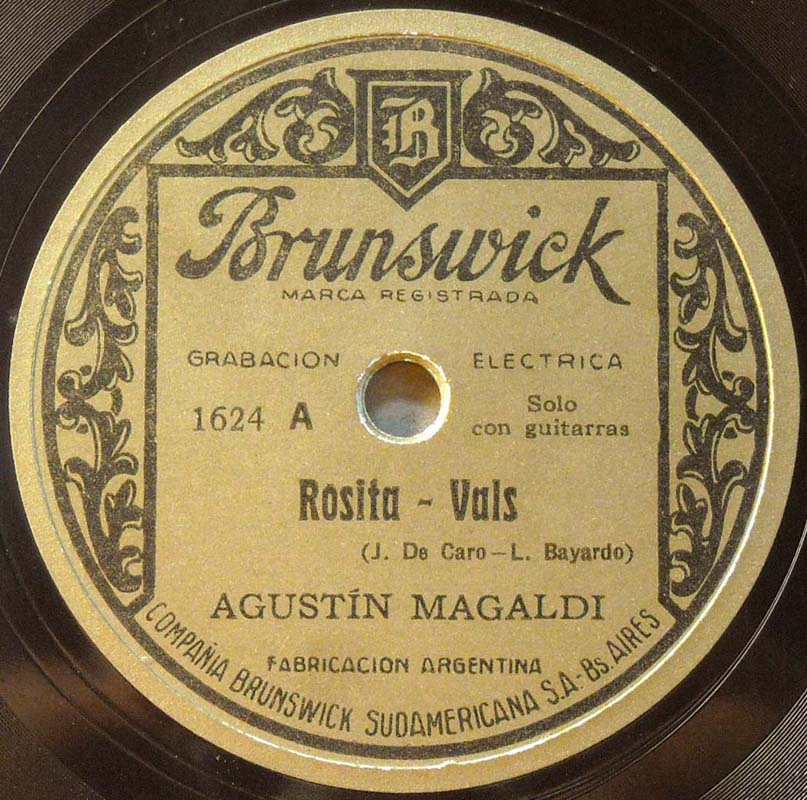 B
Brunswick
MARCA REGISTRADA
GRABACION ELECTRICA
1624 A
Solo
con guitarras
Rosita - Vals
(J. De Caro - L. Bayardo)
AGUSTÍN MAGALDI
FABRICACION ARGENTINA
COMPAÑIA BRUNSWICK SUDAMERICANA S.A.-Bs. AIRES